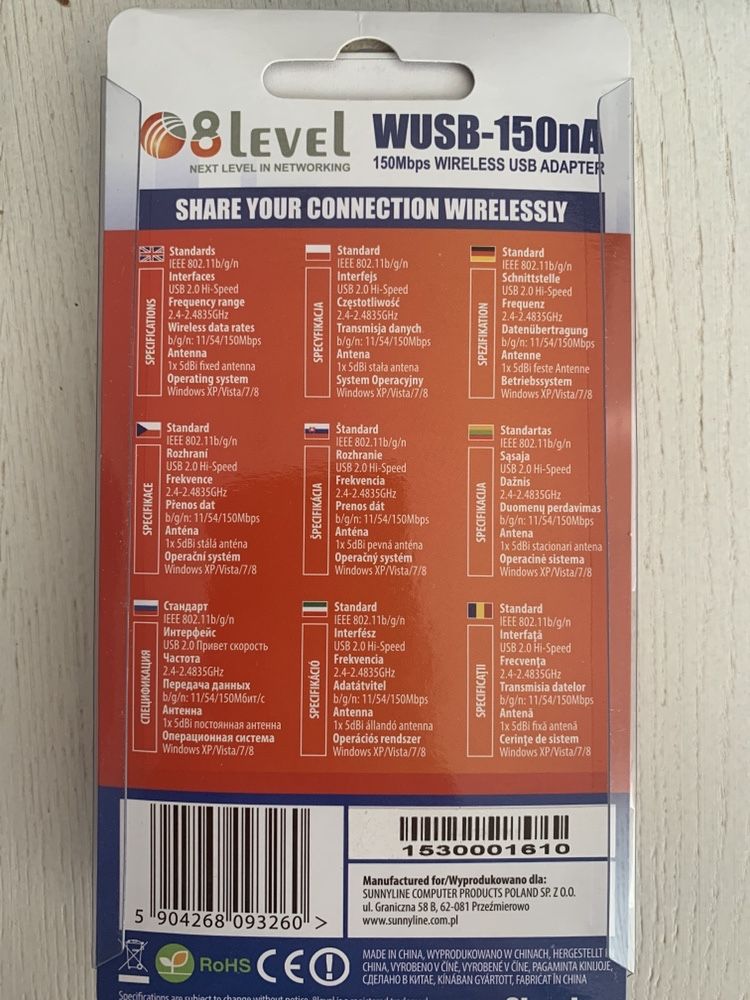 8level
NEXT LEVEL IN NETWORKING
WUSB-150nA
150Mbps WIRELESS USB ADAPTER
SHARE YOUR CONNECTION WIRELESSLY
SPECIFICATIONS
Standards
IEEE 802.11b/g/n
Interfaces
USB 2.0 Hi-Speed
Frequency range
2.4-2.4835GHz
Wireless data rates
b/g/n: 11/54/150Mbps
Antenna
1x 5dBi fixed antenna
Operating system
Windows XP/Vista/7/8
SPECYFIKACJA
Standard
IEEE 802.11b/g/n
Interfejs
USB 2.0 Hi-Speed
Częstotliwość
2.4-2.4835GHz
Transmisja danych
b/g/n: 11/54/150Mbps
Antena
1x 5dBi stała antena
System Operacyjny
Windows XP/Vista/7/8
SPEZIFIKATION
Standard
IEEE 802.11b/g/n
Schnittstelle
USB 2.0 Hi-Speed
Frequenz
2.4-2.4835GHz
Datenübertragung
b/g/n: 11/54/150Mbps
Antenne
1x 5dBi feste Antenne
Betriebssystem
Windows XP/Vista/7/8
SPECIFIKACE
Standard
IEEE 802.11b/g/n
Rozhraní
USB 2.0 Hi-Speed
Frekvence
2.4-2.4835GHz
Přenos dat
b/g/n: 11/54/150Mbps
Anténa
1x 5dBi stálá anténa
Operační systém
Windows XP/Vista/7/8
ŠPECIFIKÁCIA
Štandard
IEEE 802.11b/g/n
Rozhranie
USB 2.0 Hi-Speed
Frekvencia
2.4-2.4835GHz
Prenos dát
b/g/n: 11/54/150Mbps
Anténa
1x 5dBi pevná anténa
Operačný systém
Windows XP/Vista/7/8
SPECIFIKACIJA
Standartas
IEEE 802.11b/g/n
Sąsaja
USB 2.0 Hi-Speed
Dažnis
2.4-2.4835GHz
Duomenų perdavimas
b/g/n: 11/54/150Mbps
Antena
1x 5dBi stacionari antena
Operacinė sistema
Windows XP/Vista/7/8
СПЕЦИФИКАЦИЯ
Стандарт
IEEE 802.11b/g/n
Интерфейс
USB 2.0 Привет скорость
Частота
2.4-2.4835GHz
Передача данных
b/g/n: 11/54/150Мбит/с
Антенна
1x 5dBi постоянная антенна
Операционная система
Windows XP/Vista/7/8
SPECIFIKÁCIÓ
Standard
IEEE 802.11b/g/n
Interfész
USB 2.0 Hi-Speed
Frekvencia
2.4-2.4835GHz
Adatátvitel
b/g/n: 11/54/150Mbps
Antenna
1x 5dBi állandó antenna
Operációs rendszer
Windows XP/Vista/7/8
SPECIFICAŢII
Standard
IEEE 802.11b/g/n
Interfaţă
USB 2.0 Hi-Speed
Frecvenţa
2.4-2.4835GHz
Transmisia datelor
b/g/n: 11/54/150Mbps
Antenă
1x 5dBi fixă antenă
Cerinţe de sistem
Windows XP/Vista/7/8
5 904268 093260 >
1530001610
Manufactured for/Wyprodukowano dla:
SUNNYLINE COMPUTER PRODUCTS POLAND SP. Z O.O.
ul. Graniczna 58 B, 62-081 Przeźmierowo
www.sunnyline.com.pl
RoHS
CE
MADE IN CHINA, WYPRODUKOWANO W CHINACH, HERGESTELLT I
CHINA, VYROBENO V ČÍNĚ, VYROBENÉ V ČÍNE, PAGAMINTA KINIJOJE,
СДЕЛАНО В КИТАЕ, KÍNÁBAN GYÁRTOTT, FABRICAT ÎN CHINA
Specifications are subject to change without notice. 8level is a registered